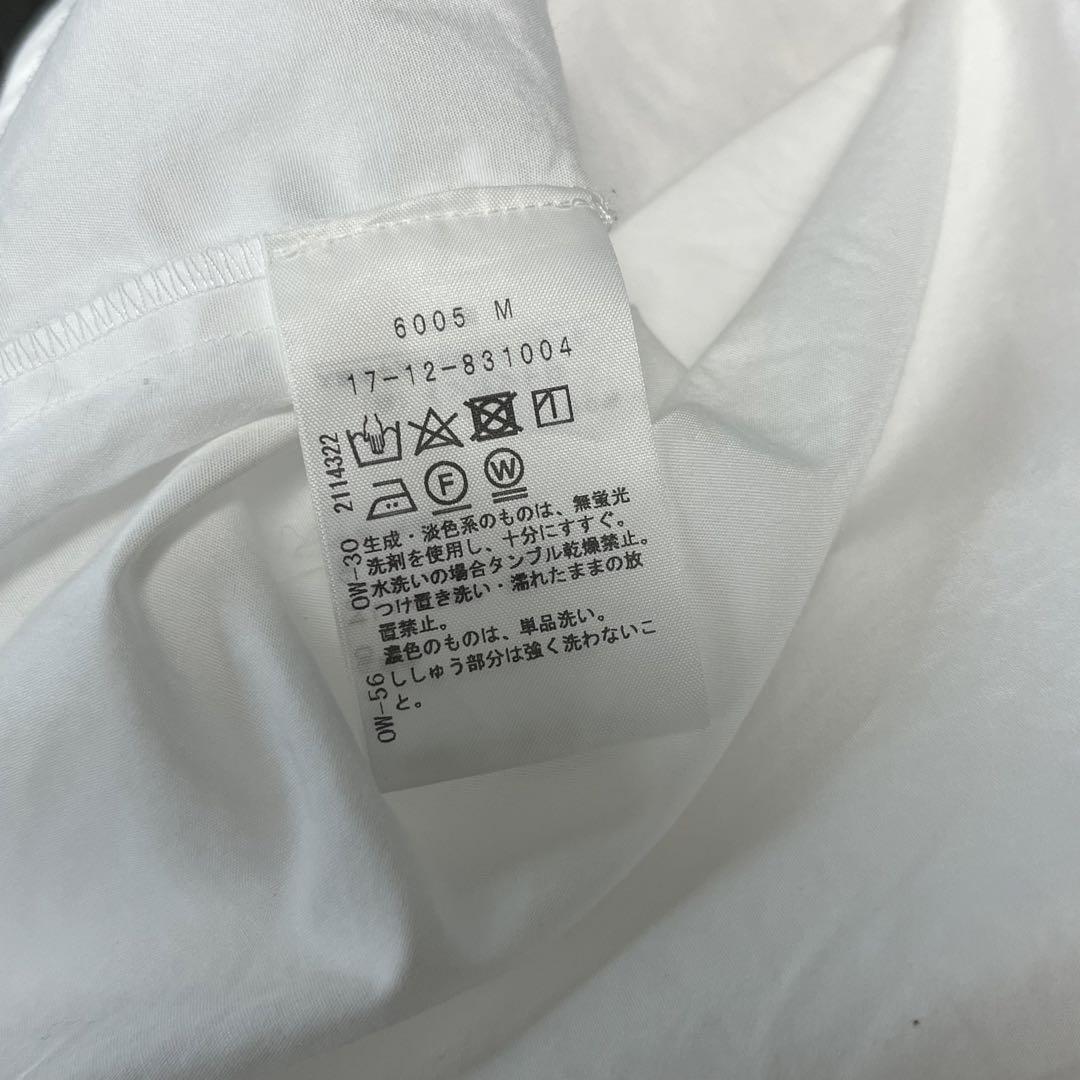 6005 M
17-12-831004
F W
生成・淡色系のものは、無蛍光
洗剤を使用し、十分にすすぐ。
水洗いの場合タンブル乾燥禁止。
つけ置き洗い・濡れたままの放
置禁止。
濃色のものは、単品洗い。
ししゅう部分は強く洗わないこ
と。
2114322
OW-30
OW-56